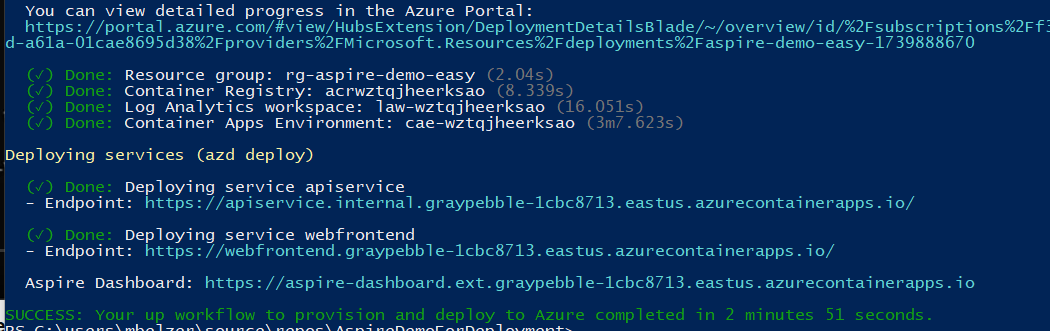 You can view detailed progress in the Azure Portal:
https://portal.azure.com/#view/HubsExtension/DeploymentDetailsBlade/~/overview/id/%2Fsubscriptions%2Ff3
d-a61a-01cae8695d38%2Fproviders%2FMicrosoft.Resources%2Fdeployments%2Faspire-demo-easy-1739888670
(✓) Done: Resource group: rg-aspire-demo-easy (2.04s)
(✓) Done: Container Registry: acrwztqjheerksao (8.339s)
(✓) Done: Log Analytics workspace: law-wztqjheerksao (16.051s)
(✓) Done: Container Apps Environment: cae-wztqjheerksao (3m7.623s)
Deploying services (azd deploy)
(✓) Done: Deploying service apiservice
- Endpoint: https://apiservice.internal.graypebble-1cbc8713.eastus.azurecontainerapps.io/
(✓) Done: Deploying service webfrontend
- Endpoint: https://webfrontend.graypebble-1cbc8713.eastus.azurecontainerapps.io/
Aspire Dashboard: https://aspire-dashboard.ext.graypebble-1cbc8713.eastus.azurecontainerapps.io
SUCCESS: Your up workflow to provision and deploy to Azure completed in 2 minutes 51 seconds.
PS C:\users\mbelzer\source\repos\AspireDemoForDeployment>